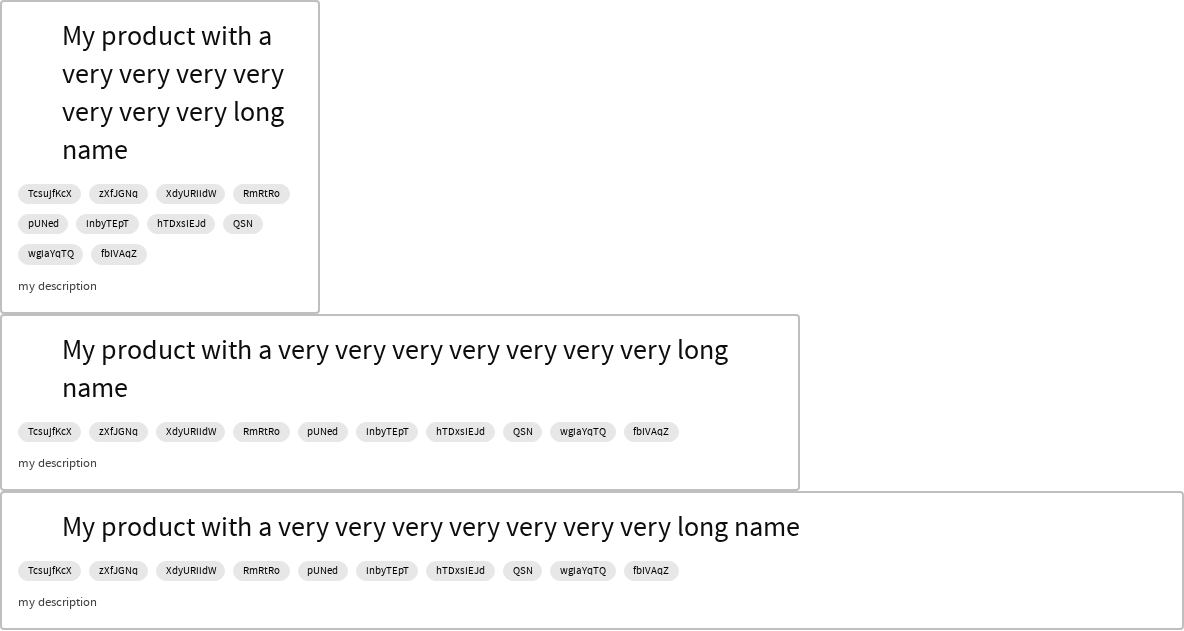 My product with a
very very very very
very very very long
name
TcsujfKcX zXfJGNq XdyURIidW RmRtRo
pUNed inbyTEpT hTDxsIEJd QSN
wgIaYqTQ fbIVAqZ
my description
My product with a very very very very very very very long
name
TcsujfKcX zXfJGNq XdyURIidW RmRtRo pUNed inbyTEpT hTDxsIEJd QSN wgIaYqTQ fbIVAqZ
my description
My product with a very very very very very very very long name
TcsujfKcX zXfJGNq XdyURIidW RmRtRo pUNed inbyTEpT hTDxsIEJd QSN wgIaYqTQ fbIVAqZ
my description